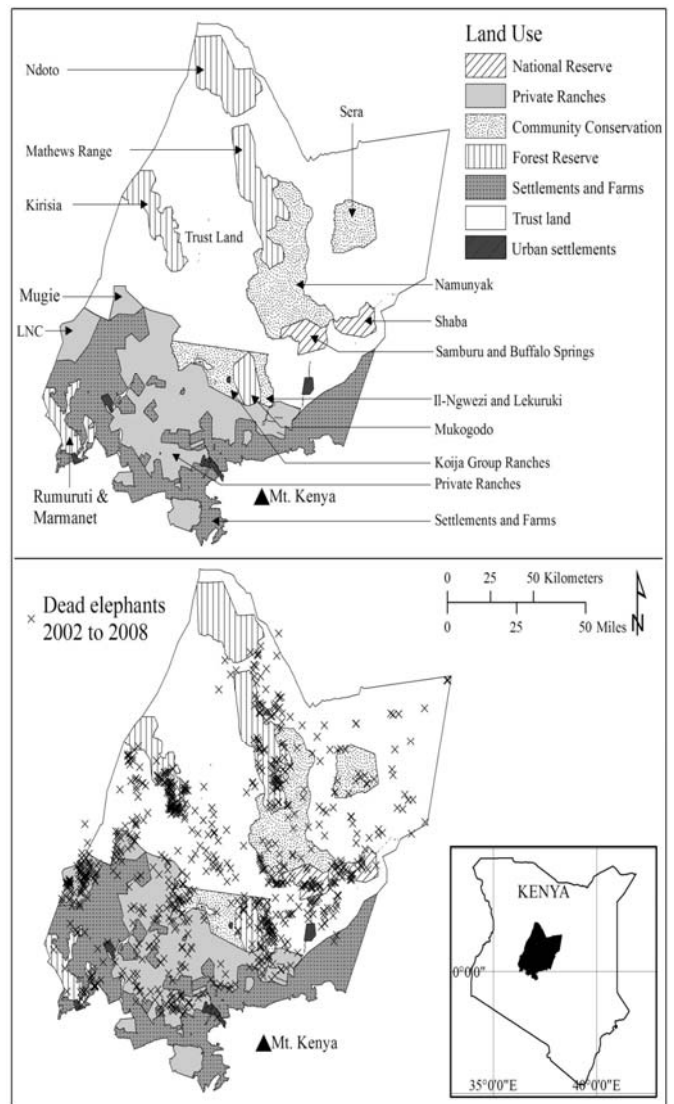 Land Use
National Reserve
Private Ranches
Community Conservation
Forest Reserve
Settlements and Farms
Trust land
Urban settlements
Ndoto
Sera
Mathews Range
Kirisia
Trust Land
Mugie
LNC
Namunyak
Shaba
Samburu and Buffalo Springs
Il-Ngwezi and Lekuruki
Mukogodo
Koija Group Ranches
Private Ranches
Rumuruti &
Marmanet
Mt. Kenya
Settlements and Farms
× Dead elephants
2002 to 2008
0 25 50 Kilometers
0 25 50 Miles
N
Mt. Kenya
KENYA
0°0'0"
35°0'0"E 40°0'0"E